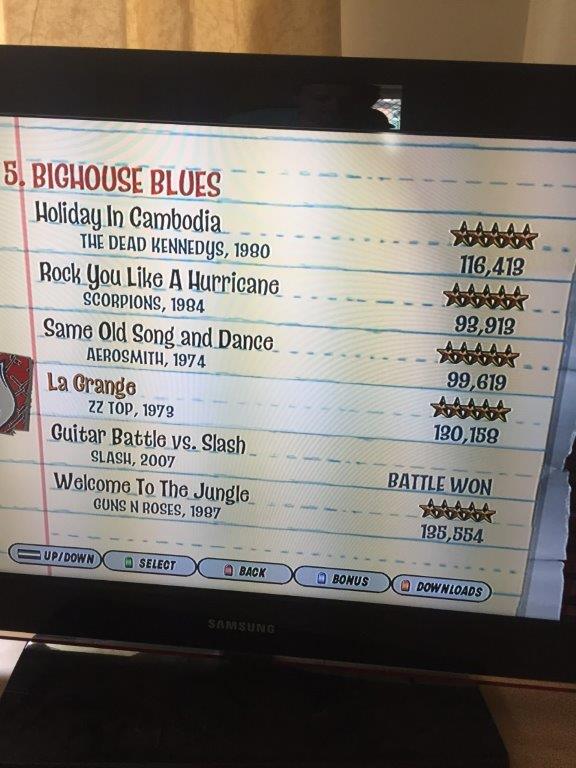 5. BIGHOUSE BLUES
Holiday In Cambodia
THE DEAD KENNEDYS, 1980
116,413
Rock You Like A Hurricane
SCORPIONS, 1984
93,913
Same Old Song and Dance
AEROSMITH, 1974
99,619
La Grange
ZZ TOP, 1973
130,158
Guitar Battle vs. Slash
SLASH, 2007
BATTLE WON
Welcome To The Jungle
GUNS N ROSES, 1987
135,554
UP/DOWN SELECT BACK BONUS DOWNLOADS
SAMSUNG